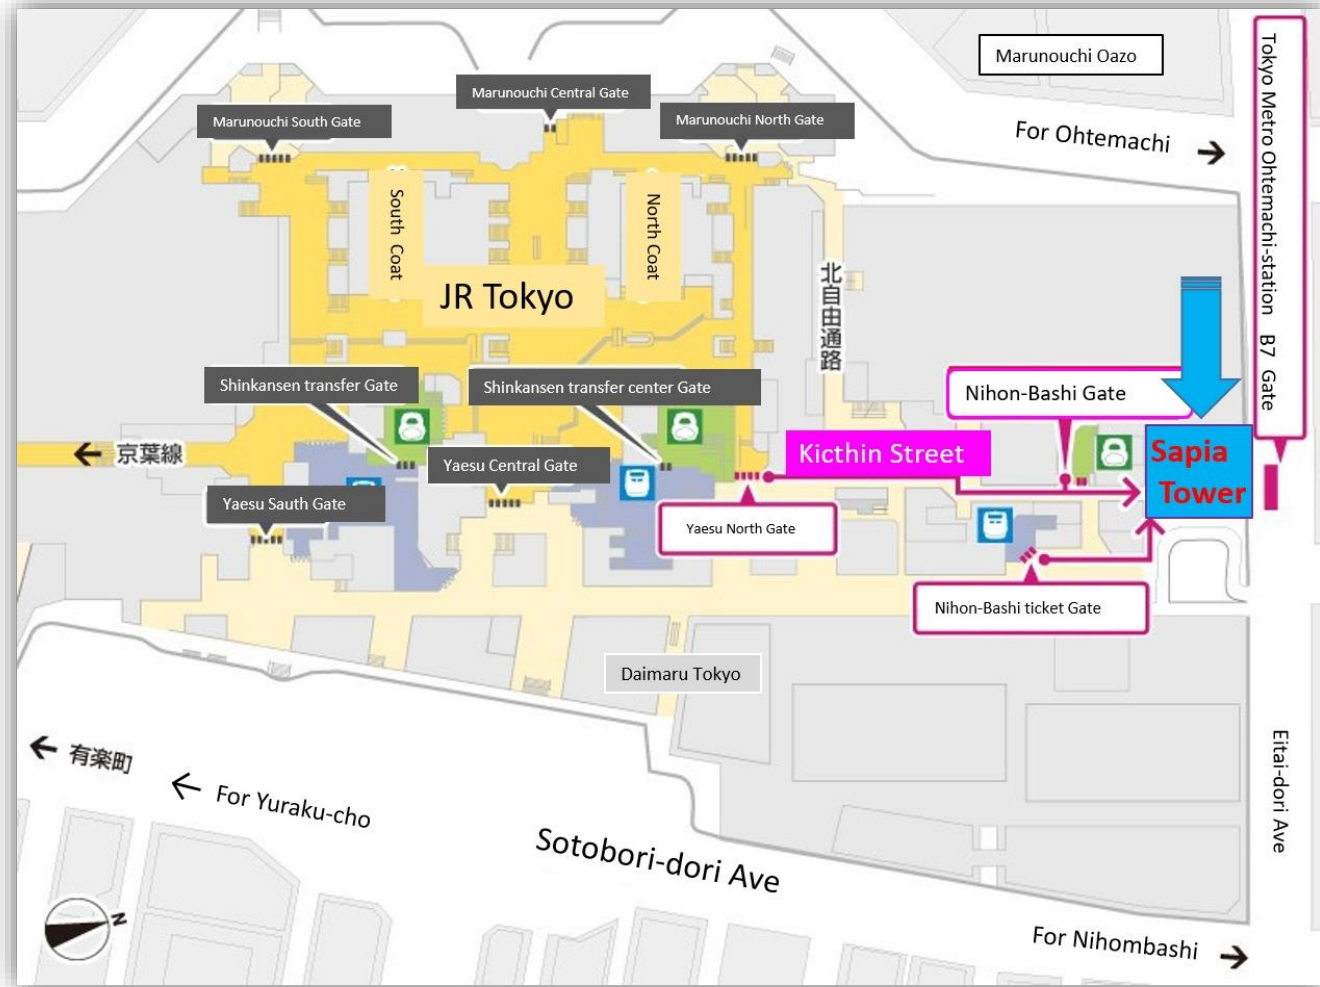 Marunouchi Oazo
Tokyo Metro Ohtemachi-station B7 Gate
Marunouchi Central Gate
Marunouchi South Gate
Marunouchi North Gate
For Ohtemachi
South Coat
North Coat
JR Tokyo
北自由通路
Shinkansen transfer Gate
Shinkansen transfer center Gate
Nihon-Bashi Gate
京葉線
Yaesu Central Gate
Kicthin Street
Sapia
Tower
Yaesu Sauth Gate
Yaesu North Gate
Nihon-Bashi ticket Gate
Daimaru Tokyo
有楽町
For Yuraku-cho
Sotobori-dori Ave
Eitai-dori Ave
For Nihombashi
N